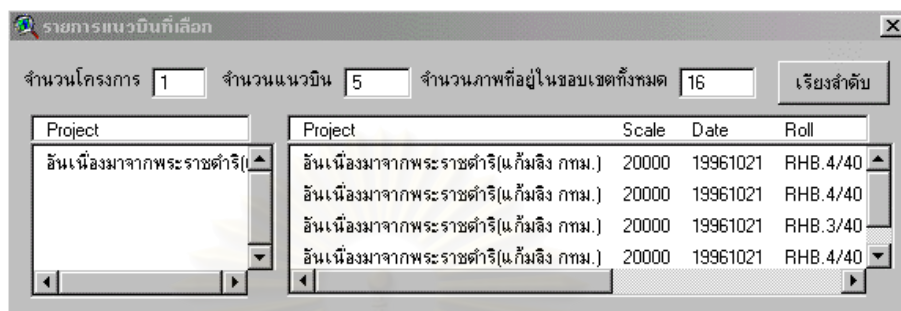 รายการแนวบินที่เลือก
จำนวนโครงการ 1 จำนวนแนวบิน 5 จำนวนภาพที่อยู่ในขอบเขตทั้งหมด 16 เรียงลำดับ
Project
อันเนื่องมาจากพระราชดำริ(
Project Scale Date Roll
อันเนื่องมาจากพระราชดำริ(แก้มลิง กทม.) 20000 19961021 RHB.4/40
อันเนื่องมาจากพระราชดำริ(แก้มลิง กทม.) 20000 19961021 RHB.4/40
อันเนื่องมาจากพระราชดำริ(แก้มลิง กทม.) 20000 19961021 RHB.3/40
อันเนื่องมาจากพระราชดำริ(แก้มลิง กทม.) 20000 19961021 RHB.4/40